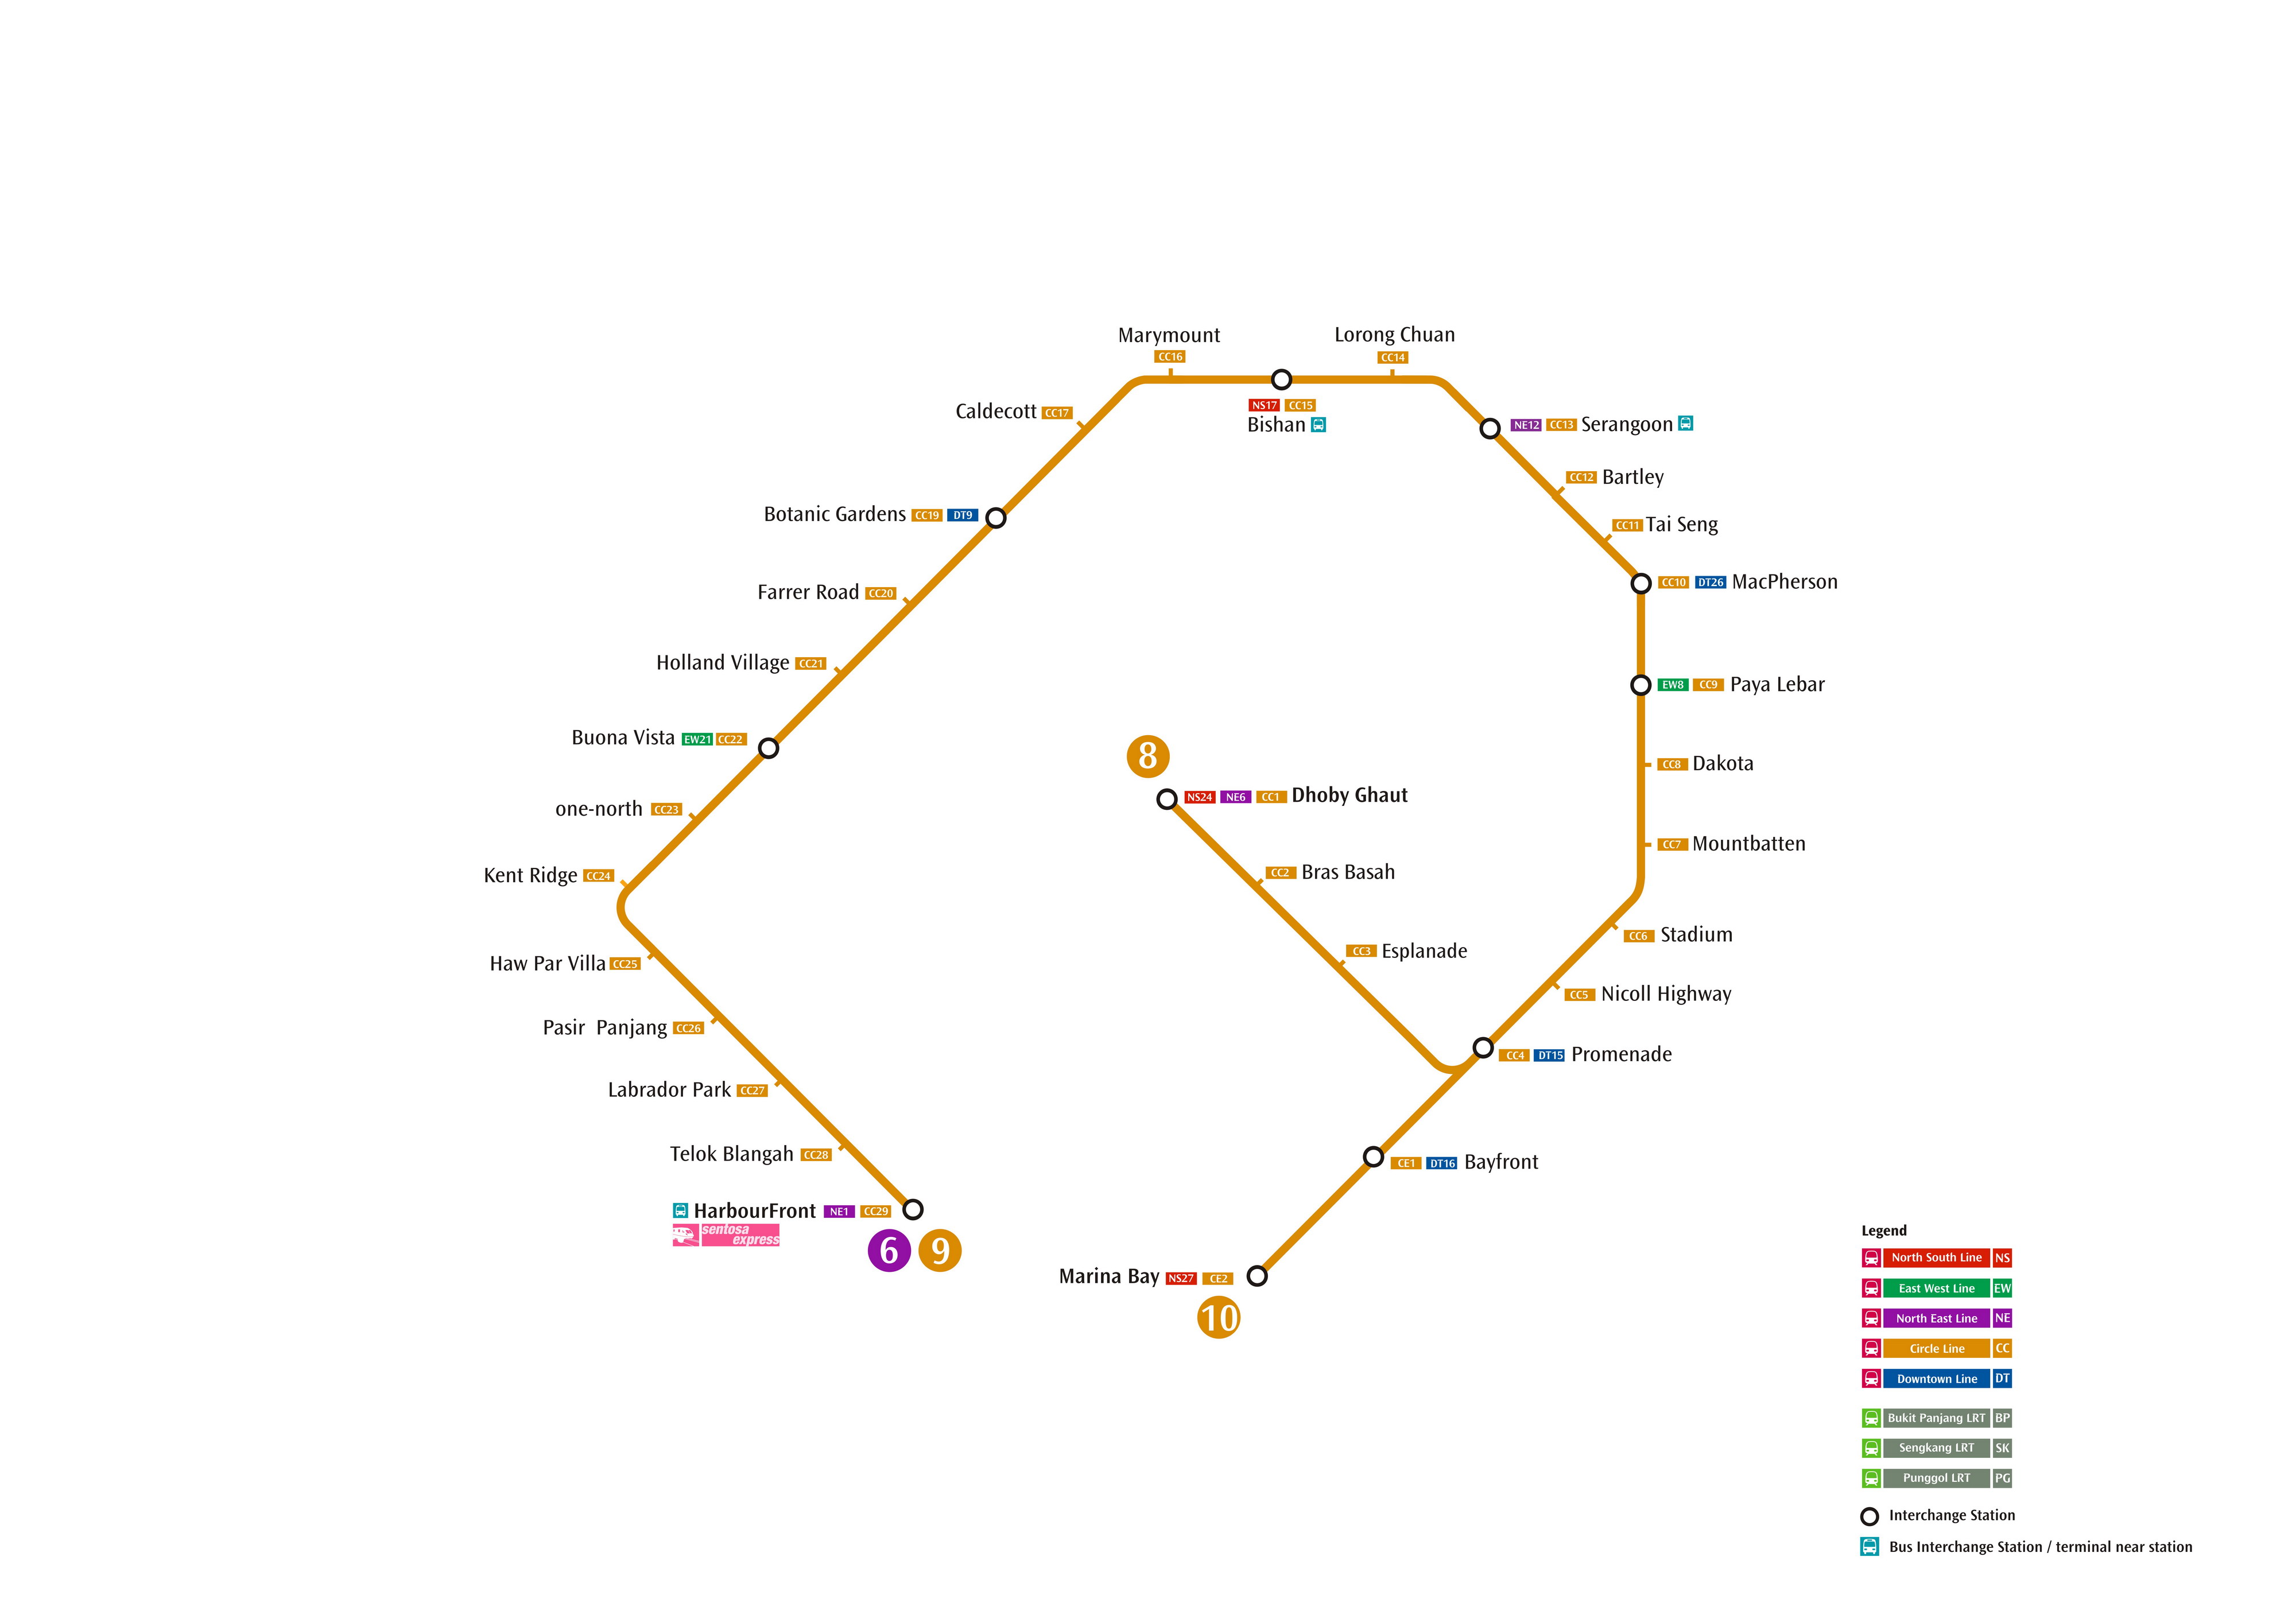 Marymount
CC16
Lorong Chuan
CC14
NS17 CC15
Bishan
Caldecott CC17
NE12 CC13 Serangoon
CC12 Bartley
Botanic Gardens CC19 DT9
CC11 Tai Seng
CC10 DT26 MacPherson
Farrer Road CC20
Holland Village CC21
EW8 CC9 Paya Lebar
Buona Vista EW21 CC22
8
CC8 Dakota
NS24 NE6 CC1 Dhoby Ghaut
one-north CC23
CC7 Mountbatten
Kent Ridge CC24
CC2 Bras Basah
CC6 Stadium
CC3 Esplanade
Haw Par Villa CC25
CC5 Nicoll Highway
Pasir Panjang CC26
CC4 DT15 Promenade
Labrador Park CC27
Telok Blangah CC28
CE1 DT16 Bayfront
HarbourFront NE1 CC29
sentosa
express
6 9
Marina Bay NS27 CE2
10
Legend
North South Line NS
East West Line EW
North East Line NE
Circle Line CC
Downtown Line DT
Bukit Panjang LRT BP
Sengkang LRT SK
Punggol LRT PG
Interchange Station
Bus Interchange Station / terminal near station